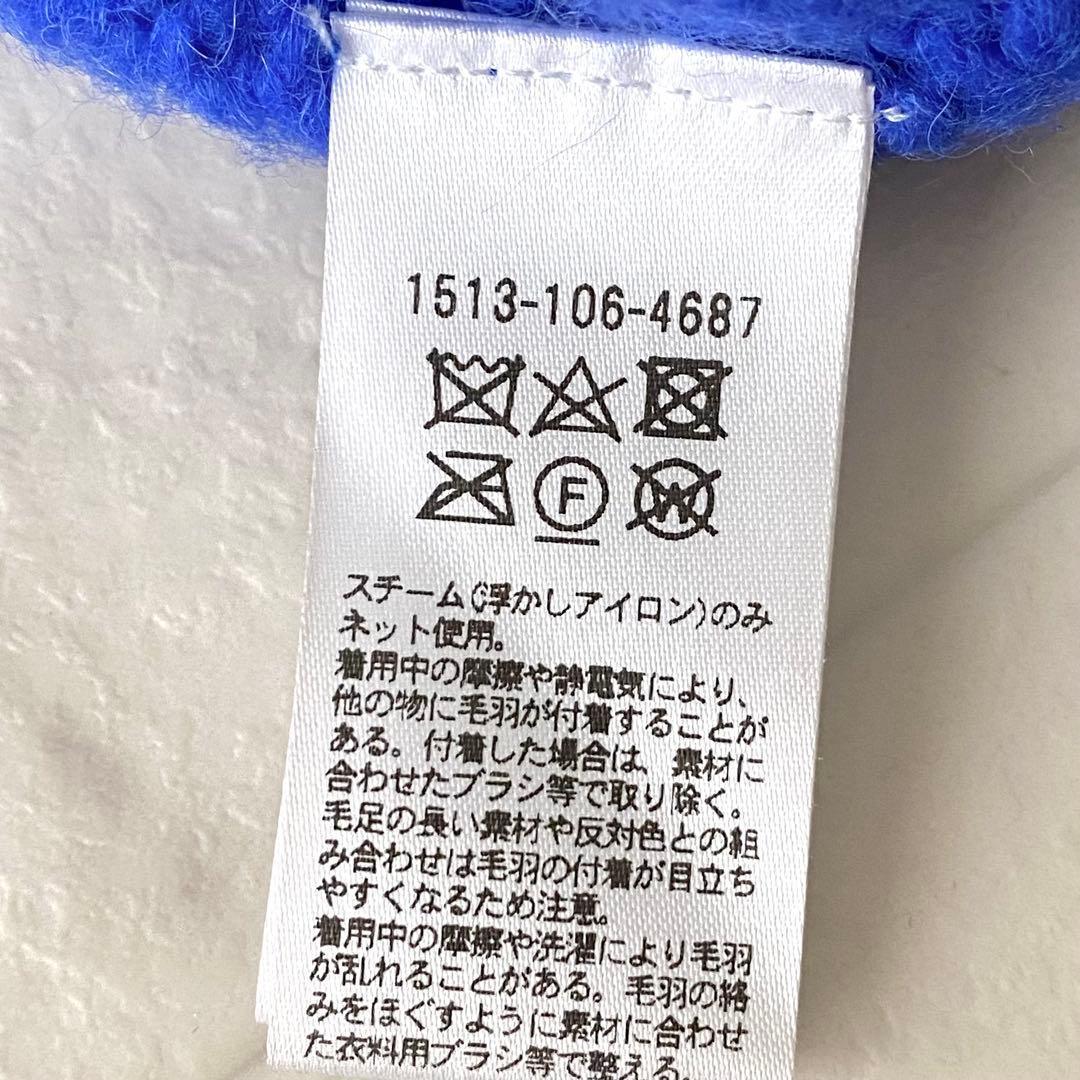 1513-106-4687
F
W
スチーム(浮かしアイロン)のみ
ネット使用。
着用中の摩擦や静電気により、
他の物に毛羽が付着することが
ある。付着した場合は、素材に
合わせたブラシ等で取り除く。
毛足の長い素材や反対色との組
み合わせは毛羽の付着が目立ち
やすくなるため注意。
着用中の摩擦や洗濯により毛羽
が乱れることがある。毛羽の絡
みをほぐすように素材に合わせ
た衣料用ブラシ等で整える。